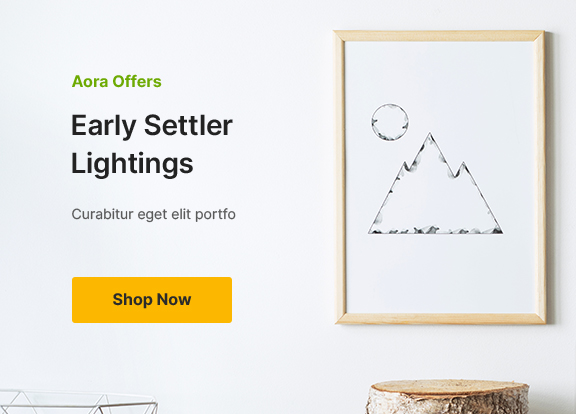 Aora Offers
Early Settler
Lightings
Curabitur eget elit portfo
Shop Now